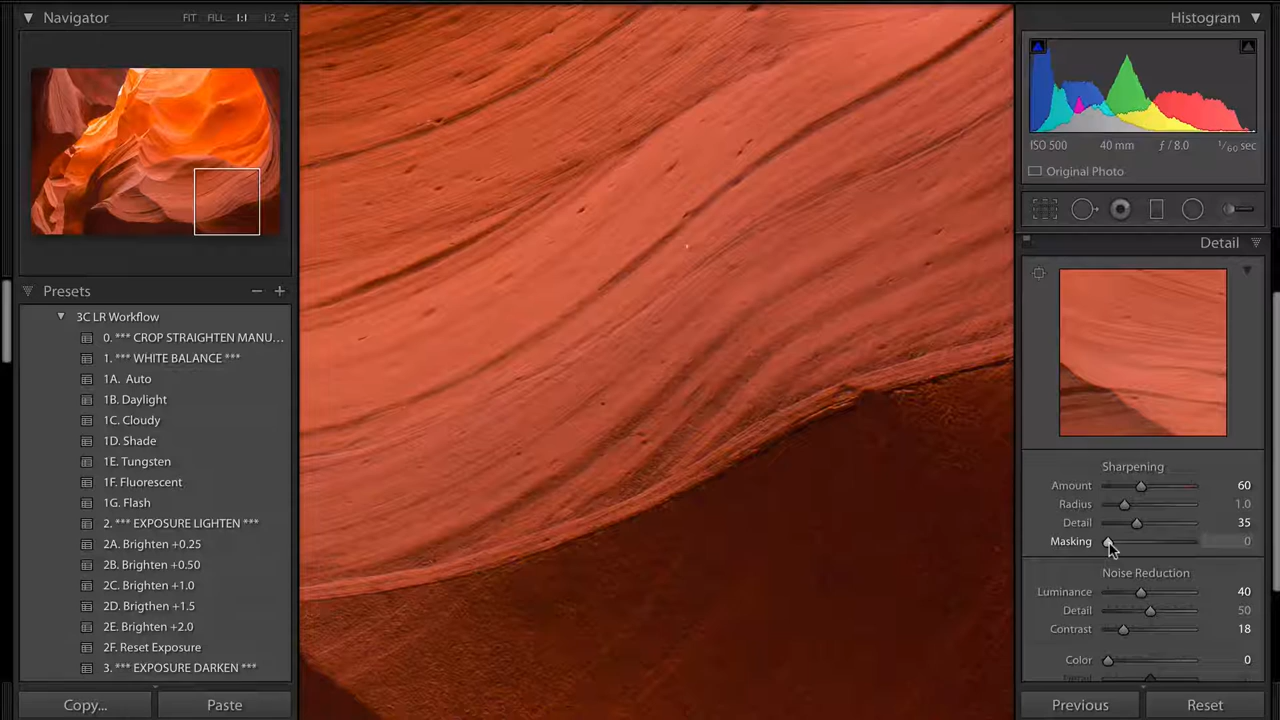 Navigator
FIT FILL 1:1 1:2
Presets
3C LR Workflow
0. *** CROP STRAIGHTEN MANU...
1. *** WHITE BALANCE ***
1A. Auto
1B. Daylight
1C. Cloudy
1D. Shade
1E. Tungsten
1F. Fluorescent
1G. Flash
2. *** EXPOSURE LIGHTEN ***
2A. Brighten +0.25
2B. Brighten +0.50
2C. Brighten +1.0
2D. Brigthen +1.5
2E. Brighten +2.0
2F. Reset Exposure
3. *** EXPOSURE DARKEN ***
Copy... Paste
Histogram
ISO 500 40 mm ƒ / 8.0 1/60 sec
Original Photo
Detail
Sharpening
Amount 60
Radius 1.0
Detail 35
Masking 0
Noise Reduction
Luminance 40
Detail 50
Contrast 18
Color 0
Previous Reset